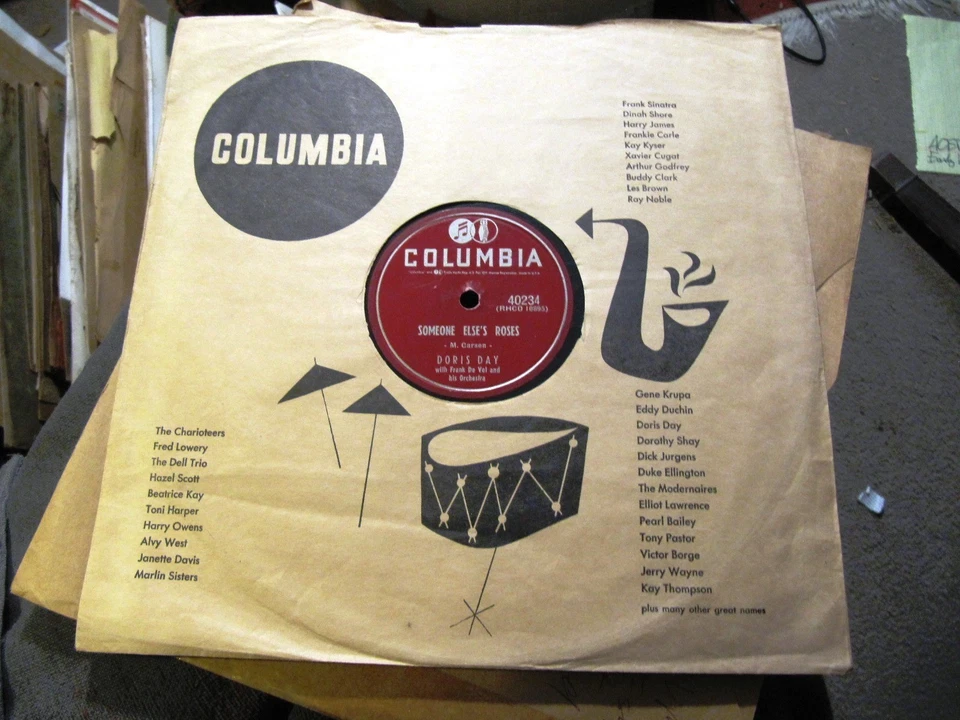 COLUMBIA
Frank Sinatra
Dinah Shore
Harry James
Frankie Carle
Kay Kyser
Xavier Cugat
Arthur Godfrey
Buddy Clark
Les Brown
Ray Noble
COLUMBIA
40234
(RHCO 10993)
SOMEONE ELSE'S ROSES
- M. Carson -
DORIS DAY
with Frank De Vol and
his Orchestra
Gene Krupa
Eddy Duchin
Doris Day
Dorothy Shay
Dick Jurgens
Duke Ellington
The Modernaires
Elliot Lawrence
Pearl Bailey
Tony Pastor
Victor Borge
Jerry Wayne
Kay Thompson
plus many other great names
The Charioteers
Fred Lowery
The Dell Trio
Hazel Scott
Beatrice Kay
Toni Harper
Harry Owens
Alvy West
Janette Davis
Marlin Sisters